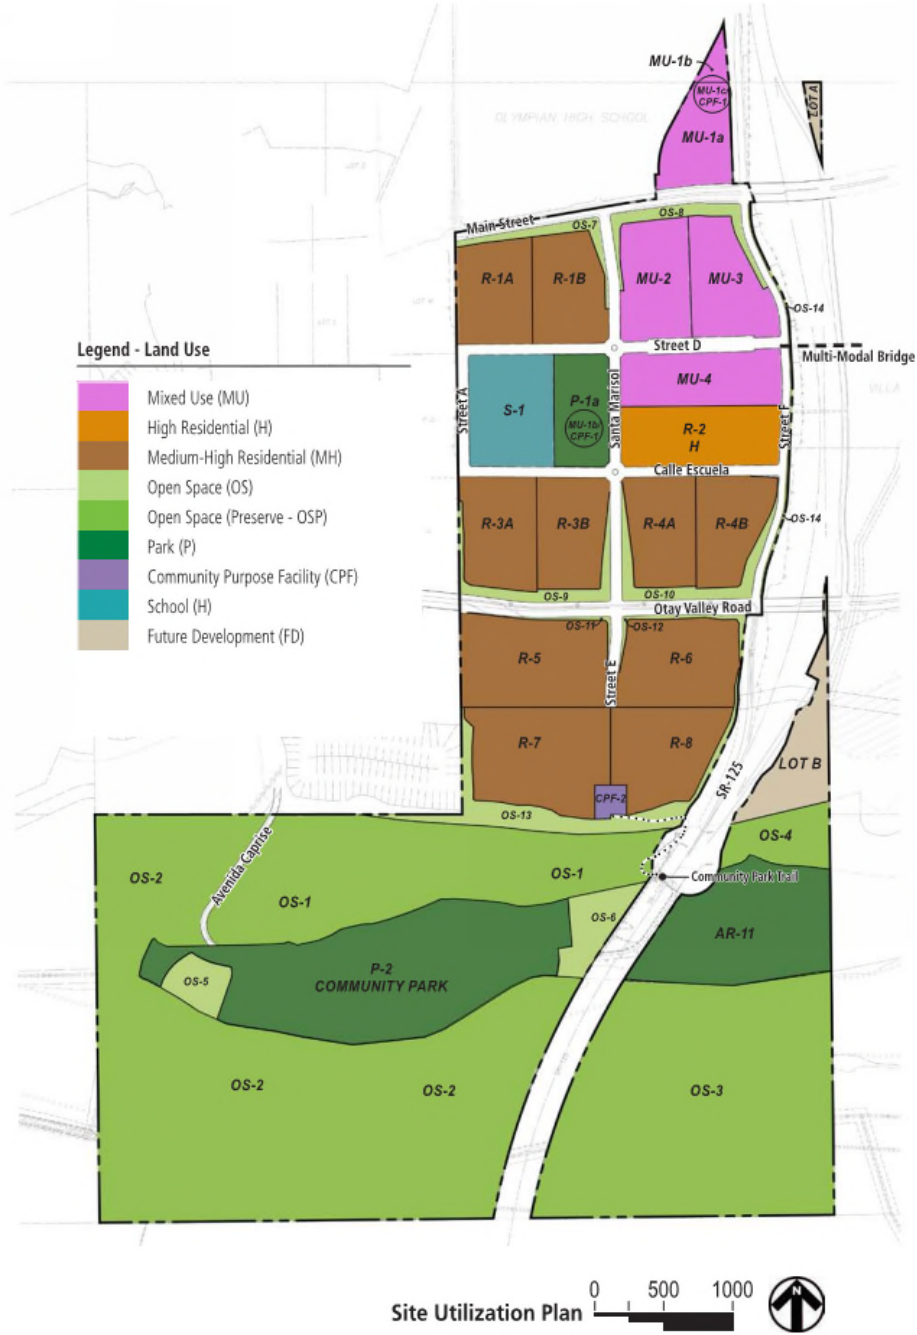 MU-1b
MU-1c/
CPF-1
LOT A
OLYMPIAN HIGH SCHOOL
MU-1a
Main Street
OS-7
OS-8
R-1A
R-1B
MU-2
MU-3
OS-14
Street D
Multi-Modal Bridge
Legend - Land Use
Mixed Use (MU)
High Residential (H)
Medium-High Residential (MH)
Open Space (OS)
Open Space (Preserve - OSP)
Park (P)
Community Purpose Facility (CPF)
School (H)
Future Development (FD)
Street A
S-1
P-1a
MU-1b/
CPF-1
Santa Marisol
MU-4
R-2
H
Street F
VILLA
Calle Escuela
R-3A
R-3B
R-4A
R-4B
OS-14
OS-9
OS-10
Otay Valley Road
OS-11
OS-12
R-5
Street E
R-6
R-7
R-8
CPF-2
SR-125
LOT B
OS-13
OS-4
Avenida Caprise
OS-2
OS-1
OS-1
Community Park Trail
OS-6
AR-11
OS-5
P-2
COMMUNITY PARK
OS-2
OS-2
OS-3
Site Utilization Plan
0 500 1000
N